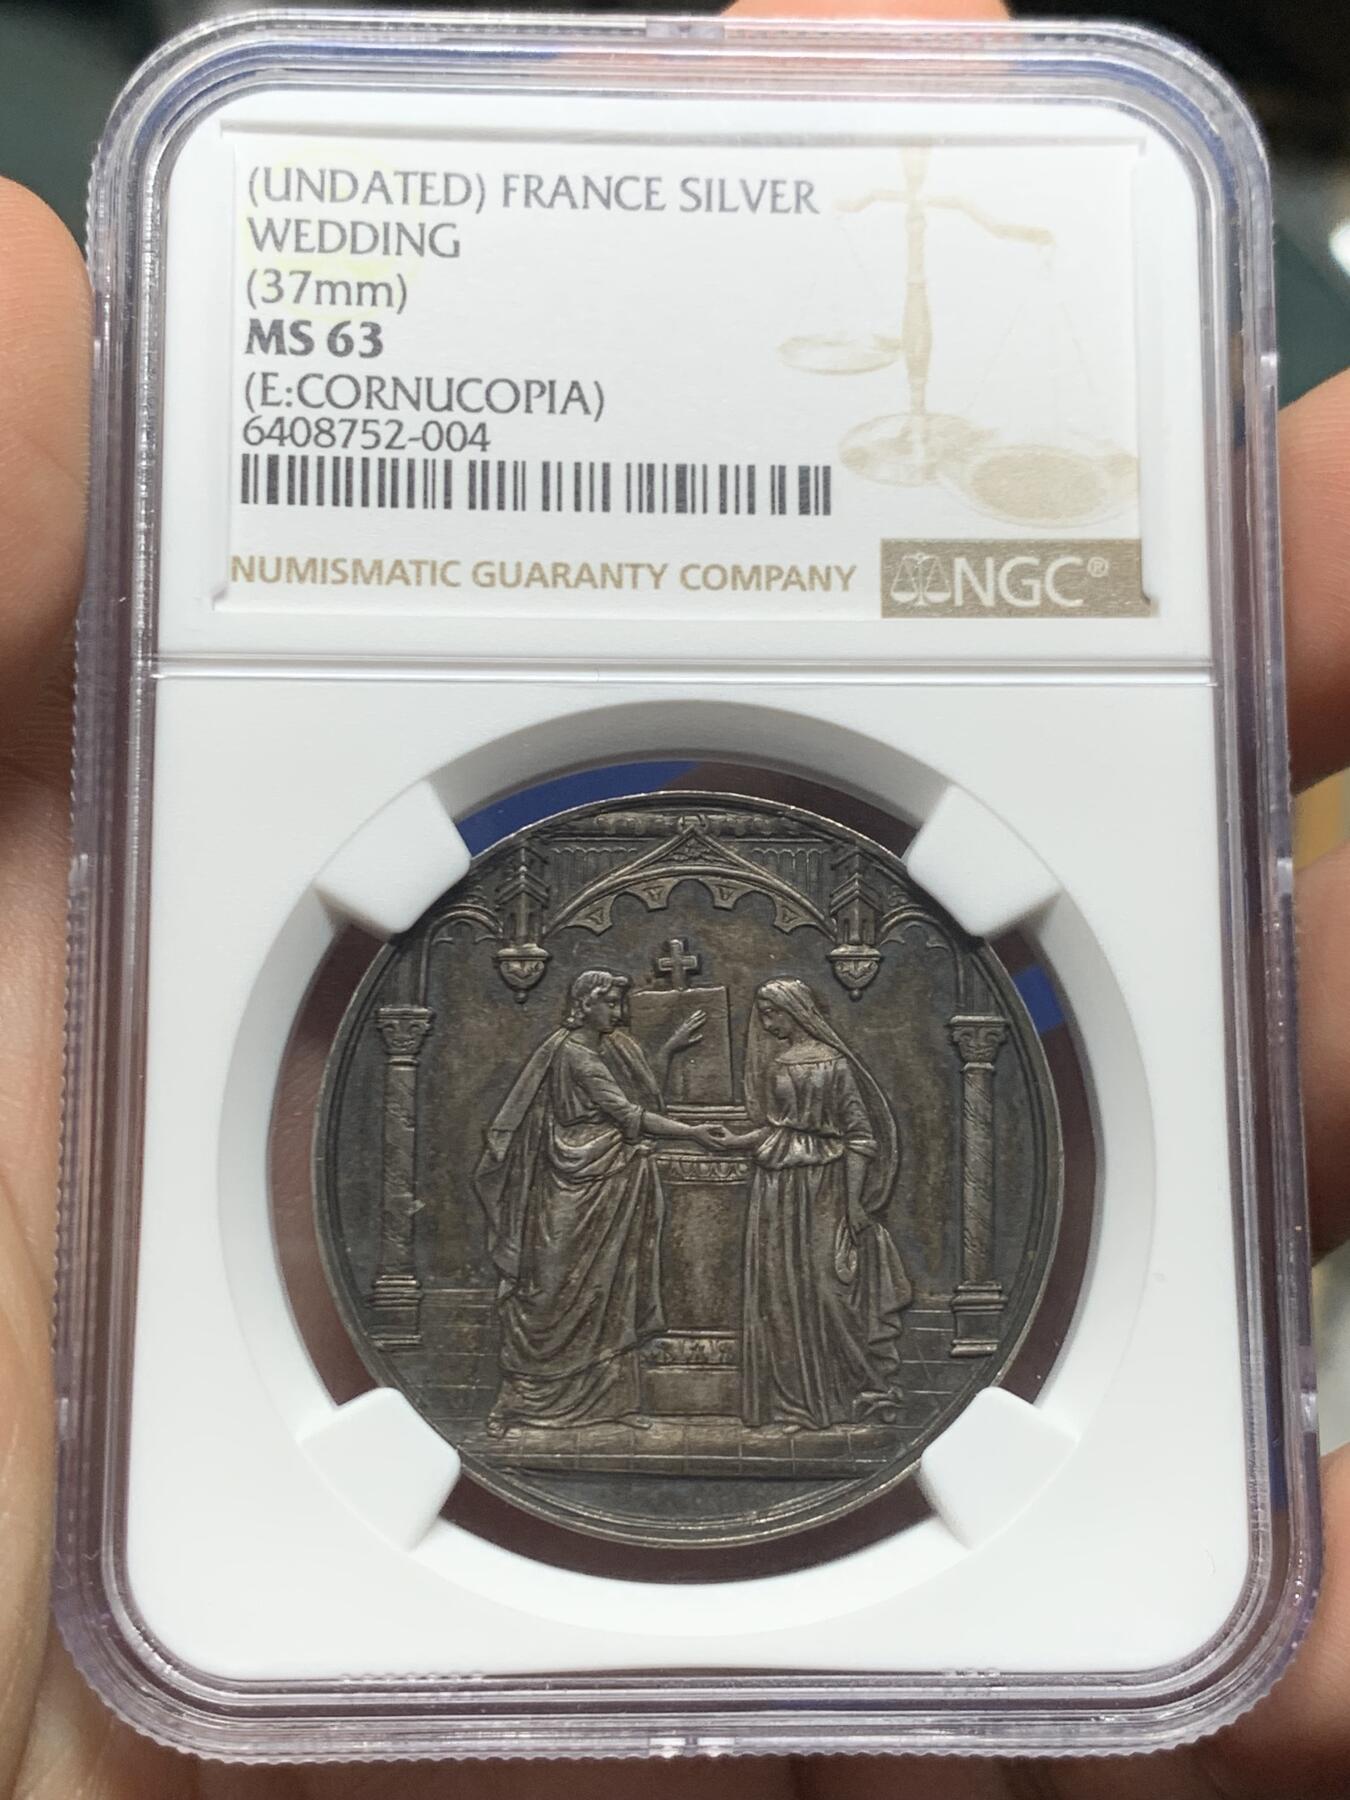 (UNDATED) FRANCE SILVER
WEDDING
(37mm)
MS 63
(E:CORNUCOPIA)
6408752-004
NUMISMATIC GUARANTY COMPANY NGC®